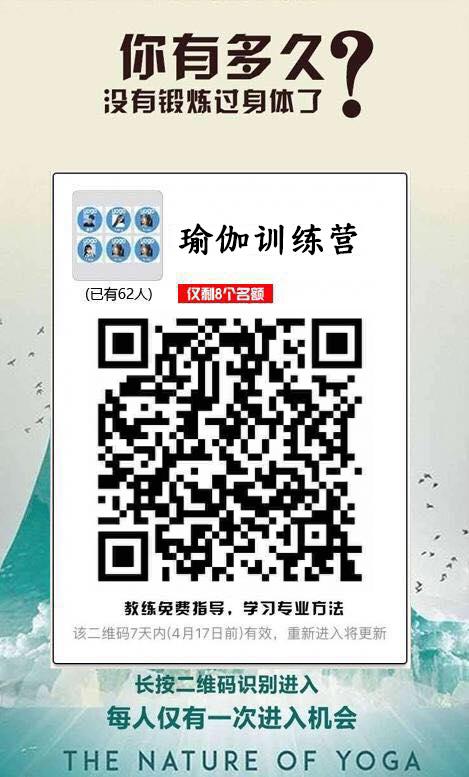 你有多久?
没有锻炼过身体了
瑜伽训练营
(已有62人)
仅剩8个名额
教练免费指导，学习专业方法
该二维码7天内(4月17日前)有效，重新进入将更新
长按二维码识别进入
每人仅有一次进入机会
THE NATURE OF YOGA